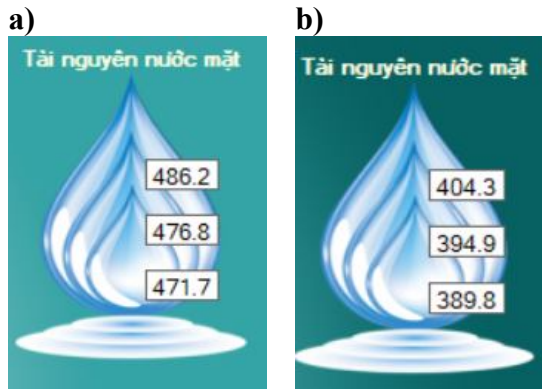 a)
Tài nguyên nước mặt
486.2
476.8
471.7
b)
Tài nguyên nước mặt
404.3
394.9
389.8